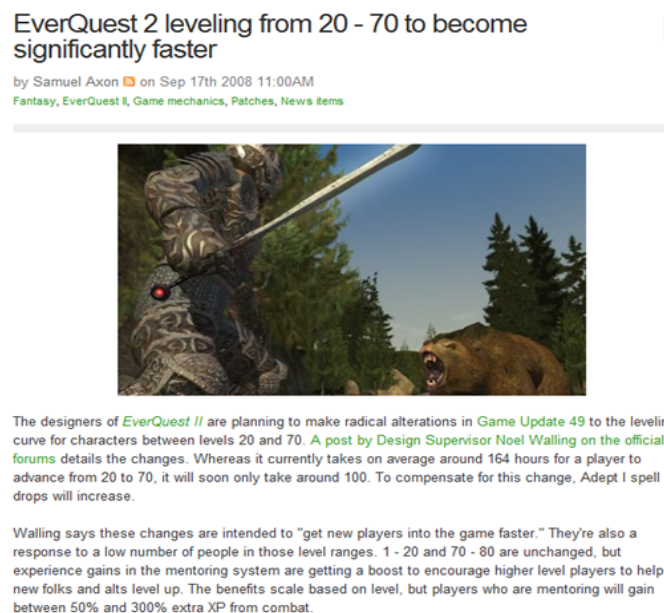 EverQuest 2 leveling from 20 - 70 to become
significantly faster
by Samuel Axon on Sep 17th 2008 11:00AM
Fantasy, EverQuest II, Game mechanics, Patches, News items
The designers of EverQuest II are planning to make radical alterations in Game Update 49 to the levelin
curve for characters between levels 20 and 70. A post by Design Supervisor Noel Walling on the official
forums details the changes. Whereas it currently takes on average around 164 hours for a player to
advance from 20 to 70, it will soon only take around 100. To compensate for this change, Adept I spell
drops will increase.
Walling says these changes are intended to "get new players into the game faster." They're also a
response to a low number of people in those level ranges. 1 - 20 and 70 - 80 are unchanged, but
experience gains in the mentoring system are getting a boost to encourage higher level players to help
new folks and alts level up. The benefits scale based on level, but players who are mentoring will gain
between 50% and 300% extra XP from combat.